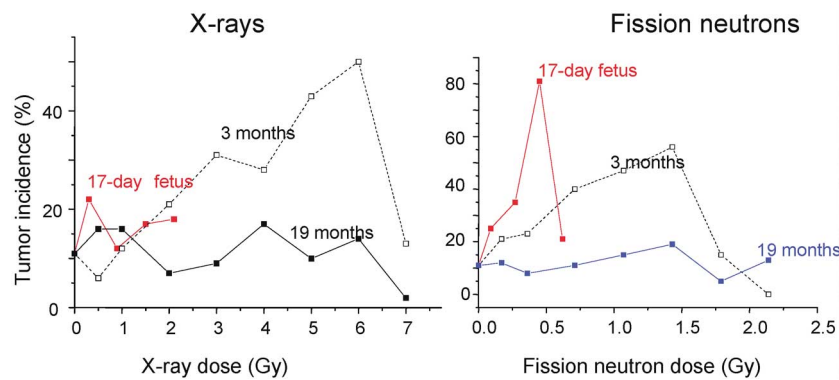 X-rays
Tumor incidence (%)
40
20
0
17-day fetus
3 months
19 months
0 1 2 3 4 5 6 7
X-ray dose (Gy)
Fission neutrons
80
60
40
20
0
17-day fetus
3 months
19 months
0.0 0.5 1.0 1.5 2.0 2.5
Fission neutron dose (Gy)